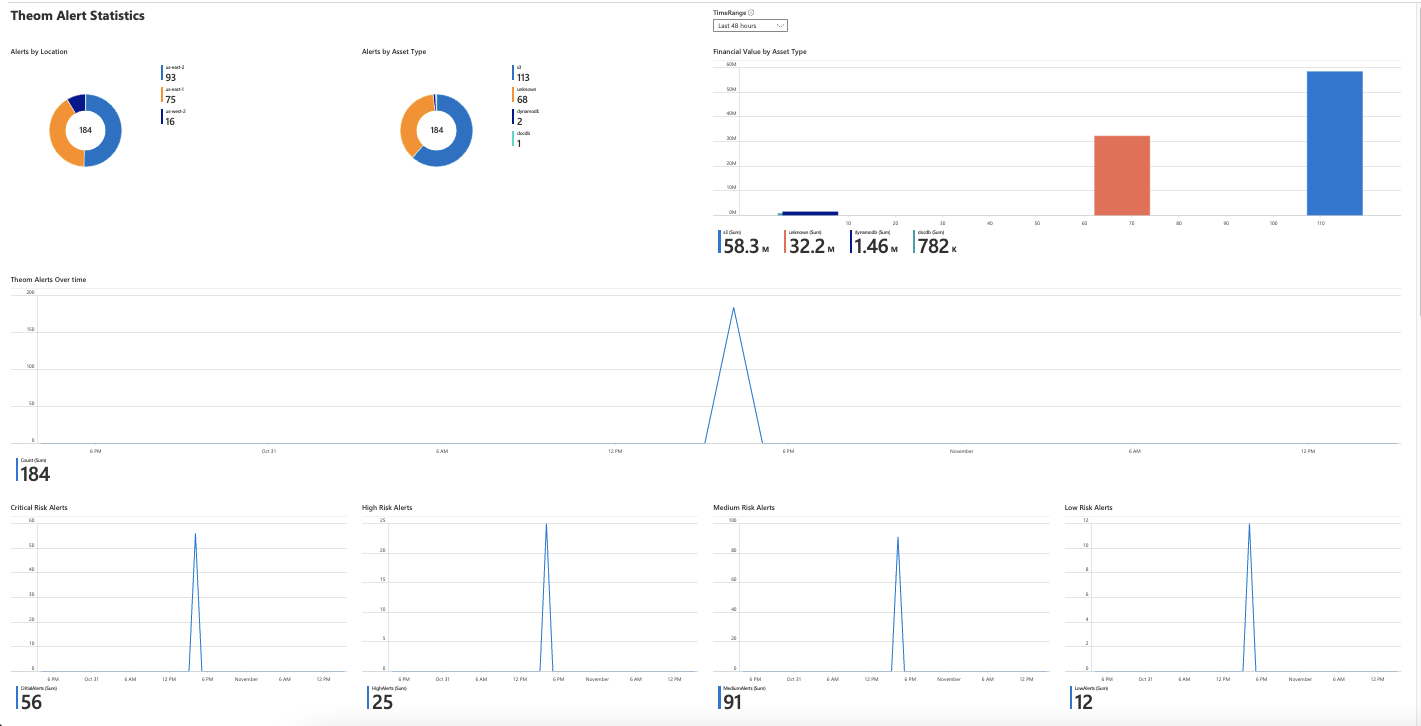 Theom Alert Statistics
TimeRange
Last 48 hours
Alerts by Location
184
us-east-2
93
us-east-1
75
us-west-2
16
Alerts by Asset Type
184
s3
113
unknown
68
dynamodb
2
docdb
1
Financial Value by Asset Type
60M
50M
40M
30M
20M
10M
0M
10 20 30 40 50 60 70 80 90 100 110
s3 (Sum)
58.3 M
unknown (Sum)
32.2 M
dynamodb (Sum)
1.46 M
docdb (Sum)
782 K
Theom Alerts Over time
200
150
100
50
0
6 PM Oct 31 6 AM 12 PM 6 PM November 6 AM 12 PM
Count (Sum)
184
Critical Risk Alerts
60
50
40
30
20
10
0
6 PM Oct 31 6 AM 12 PM 6 PM November 6 AM 12 PM
CritialAlerts (Sum)
56
High Risk Alerts
25
20
15
10
5
0
6 PM Oct 31 6 AM 12 PM 6 PM November 6 AM 12 PM
HighAlerts (Sum)
25
Medium Risk Alerts
100
80
60
40
20
0
6 PM Oct 31 6 AM 12 PM 6 PM November 6 AM 12 PM
MediumAlerts (Sum)
91
Low Risk Alerts
12
10
8
6
4
2
0
6 PM Oct 31 6 AM 12 PM 6 PM November 6 AM 12 PM
LowAlerts (Sum)
12